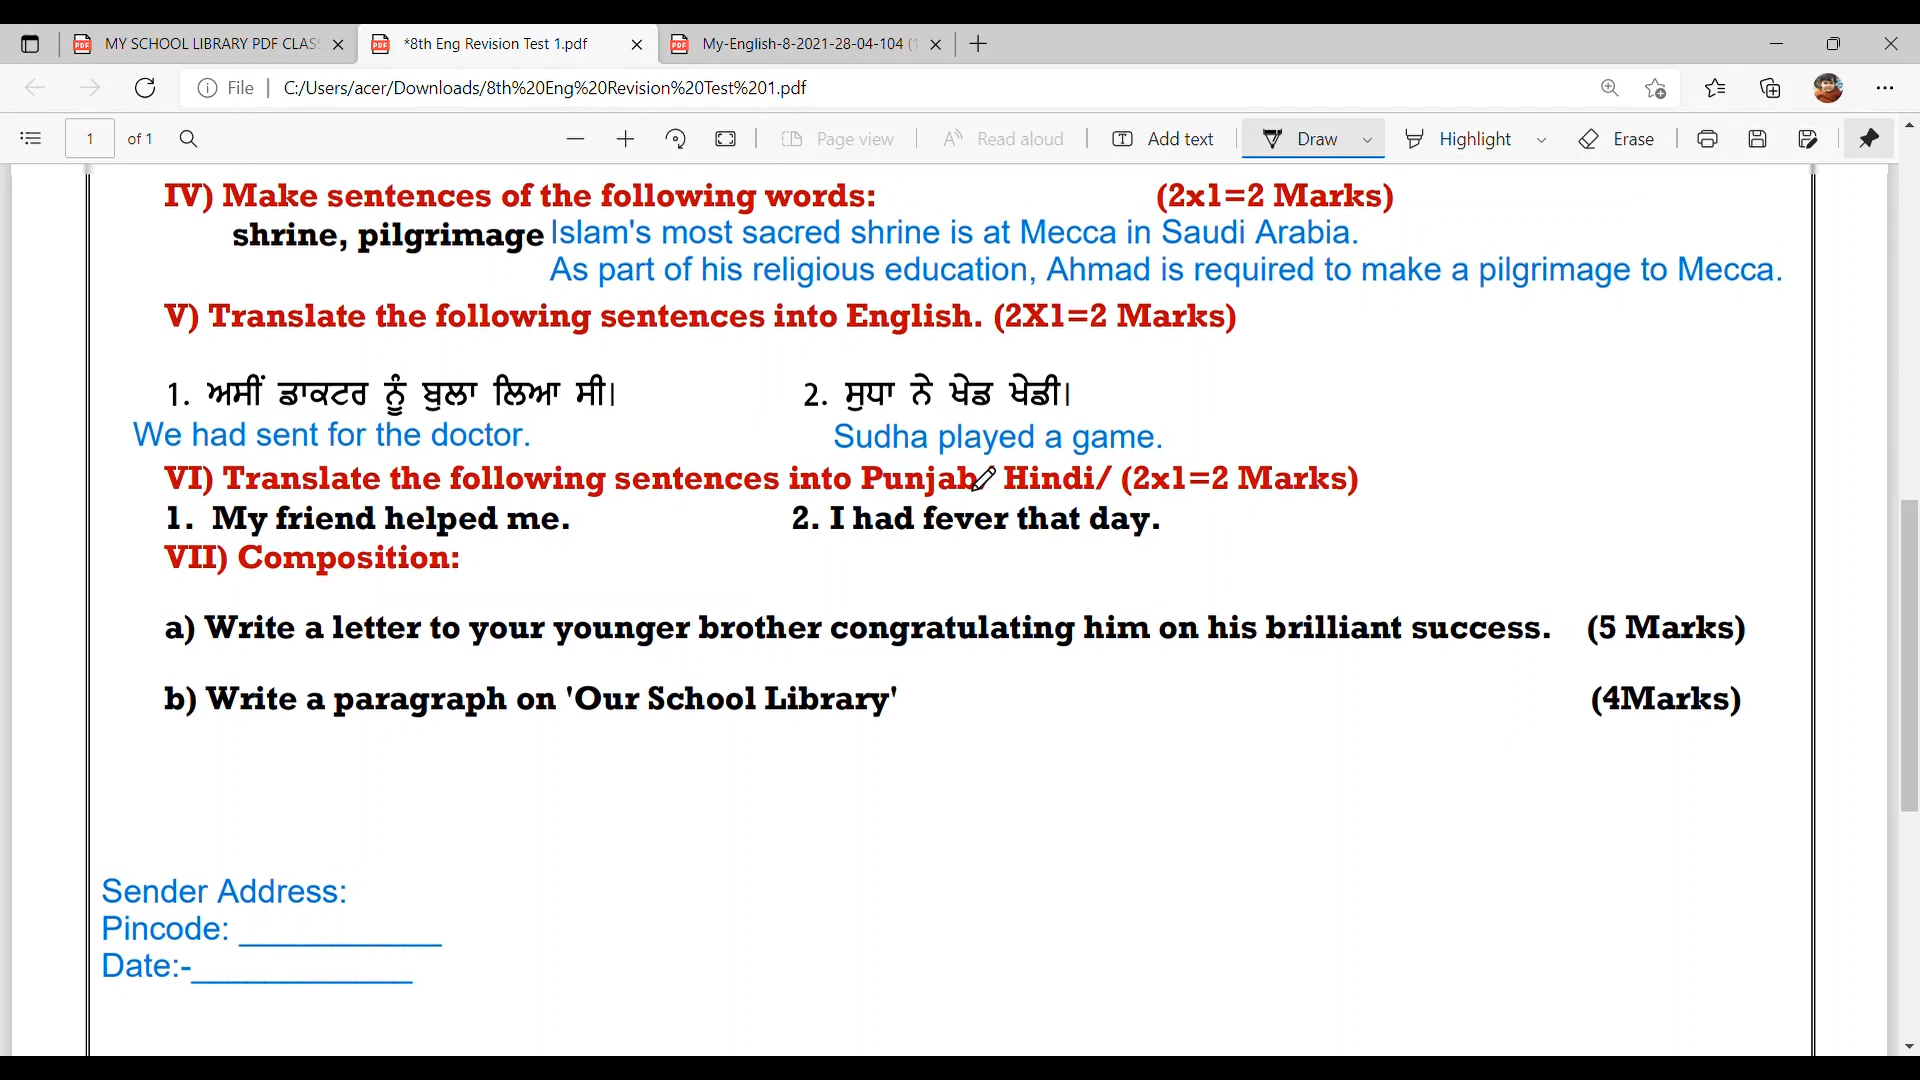 MY SCHOOL LIBRARY PDF CLAS
*8th Eng Revision Test 1.pdf
My-English-8-2021-28-04-104 (1
File
C:/Users/acer/Downloads/8th%20Eng%20Revision%20Test%201.pdf
1 of 1
Page view
Read aloud
Add text
Draw
Highlight
Erase
IV) Make sentences of the following words: (2x1=2 Marks)
shrine, pilgrimage Islam's most sacred shrine is at Mecca in Saudi Arabia.
As part of his religious education, Ahmad is required to make a pilgrimage to Mecca.
V) Translate the following sentences into English. (2X1=2 Marks)
1. ਅਸੀਂ ਡਾਕਟਰ ਨੂੰ ਬੁਲਾ ਲਿਆ ਸੀ। 2. ਸੁਧਾ ਨੇ ਖੇਡ ਖੇਡੀ।
We had sent for the doctor. Sudha played a game.
VI) Translate the following sentences into Punjab/ Hindi/ (2x1=2 Marks)
1. My friend helped me. 2. I had fever that day.
VII) Composition:
a) Write a letter to your younger brother congratulating him on his brilliant success. (5 Marks)
b) Write a paragraph on 'Our School Library' (4Marks)
Sender Address:
Pincode: ___________
Date:-____________